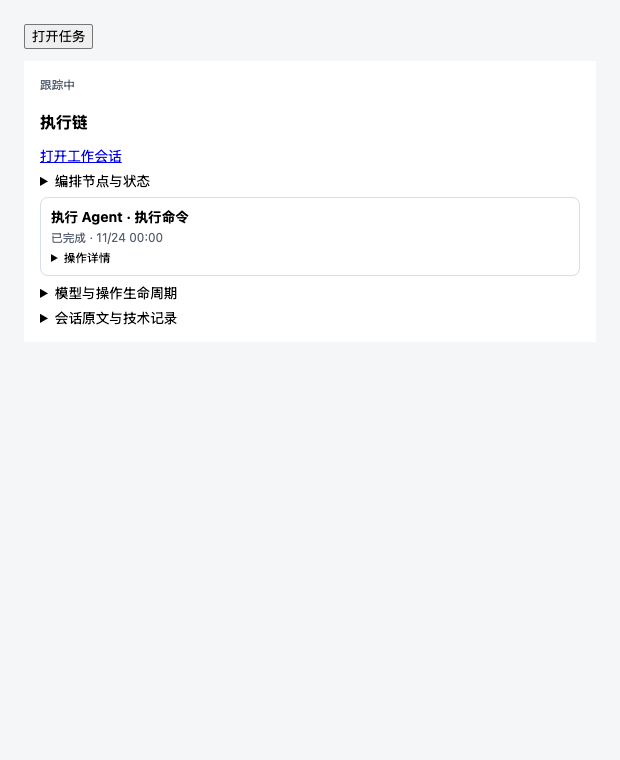 打开任务
跟踪中
执行链
打开工作会话
编排节点与状态
执行 Agent · 执行命令
已完成 · 11/24 00:00
操作详情
模型与操作生命周期
会话原文与技术记录